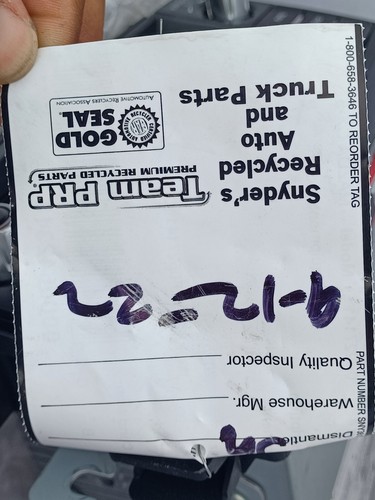 Dismantler
Warehouse Mgr.
Quality Inspector
9-12-22
Snyder's
Recycled
Auto
and
Truck Parts
Team PRP
PREMIUM RECYCLED PARTS
GOLD
SEAL
AUTOMOTIVE RECYCLERS ASSOCIATION
PART NUMBER SNY
1-800-658-3646 TO REORDER TAG